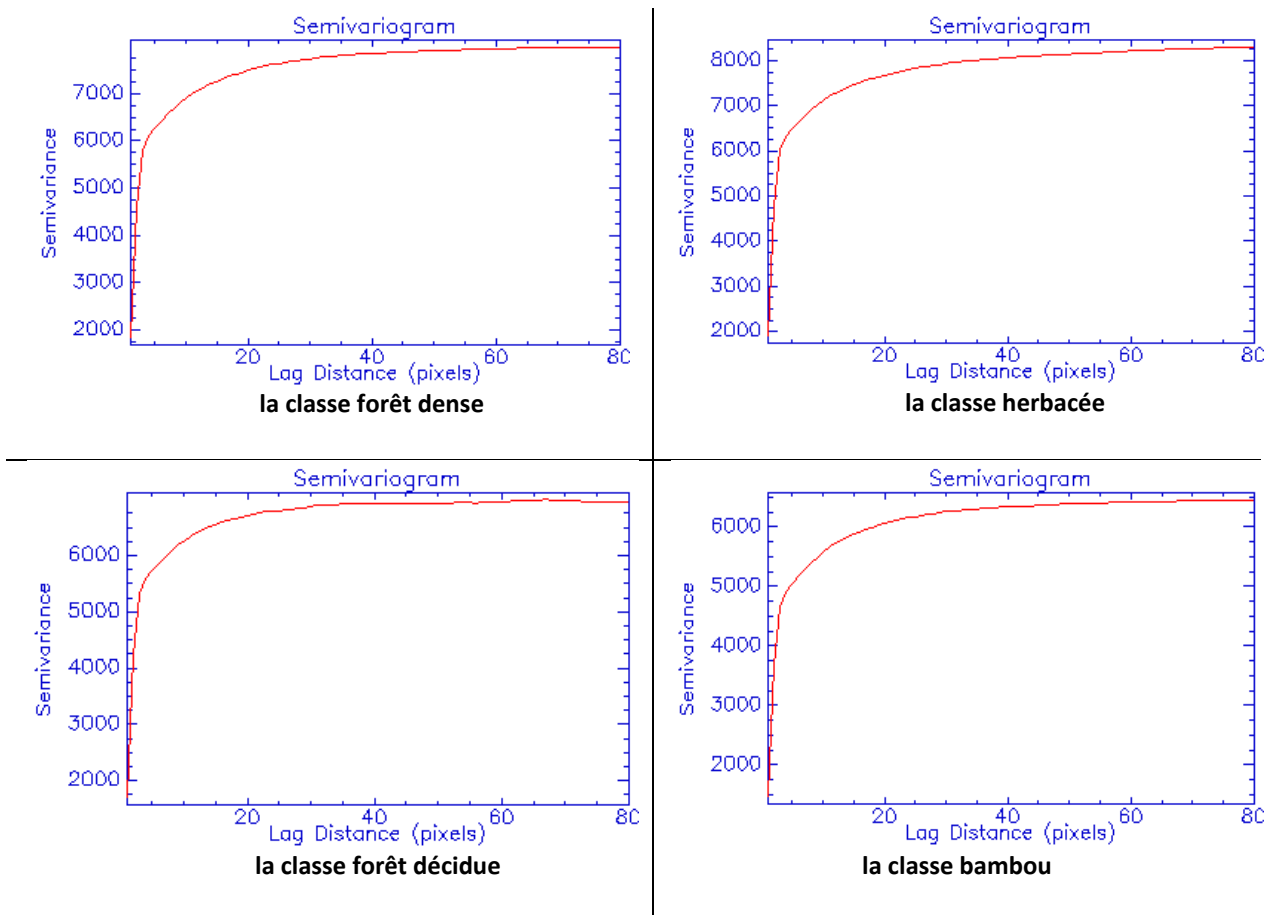 Semivariogram
7000
6000
5000
4000
3000
2000
Semivariance
20 40 60 80
Lag Distance (pixels)
la classe forêt dense
Semivariogram
8000
7000
6000
5000
4000
3000
2000
Semivariance
20 40 60 80
Lag Distance (pixels)
la classe herbacée
Semivariogram
6000
5000
4000
3000
2000
Semivariance
20 40 60 80
Lag Distance (pixels)
la classe forêt décidue
Semivariogram
6000
5000
4000
3000
2000
Semivariance
20 40 60 80
Lag Distance (pixels)
la classe bambou